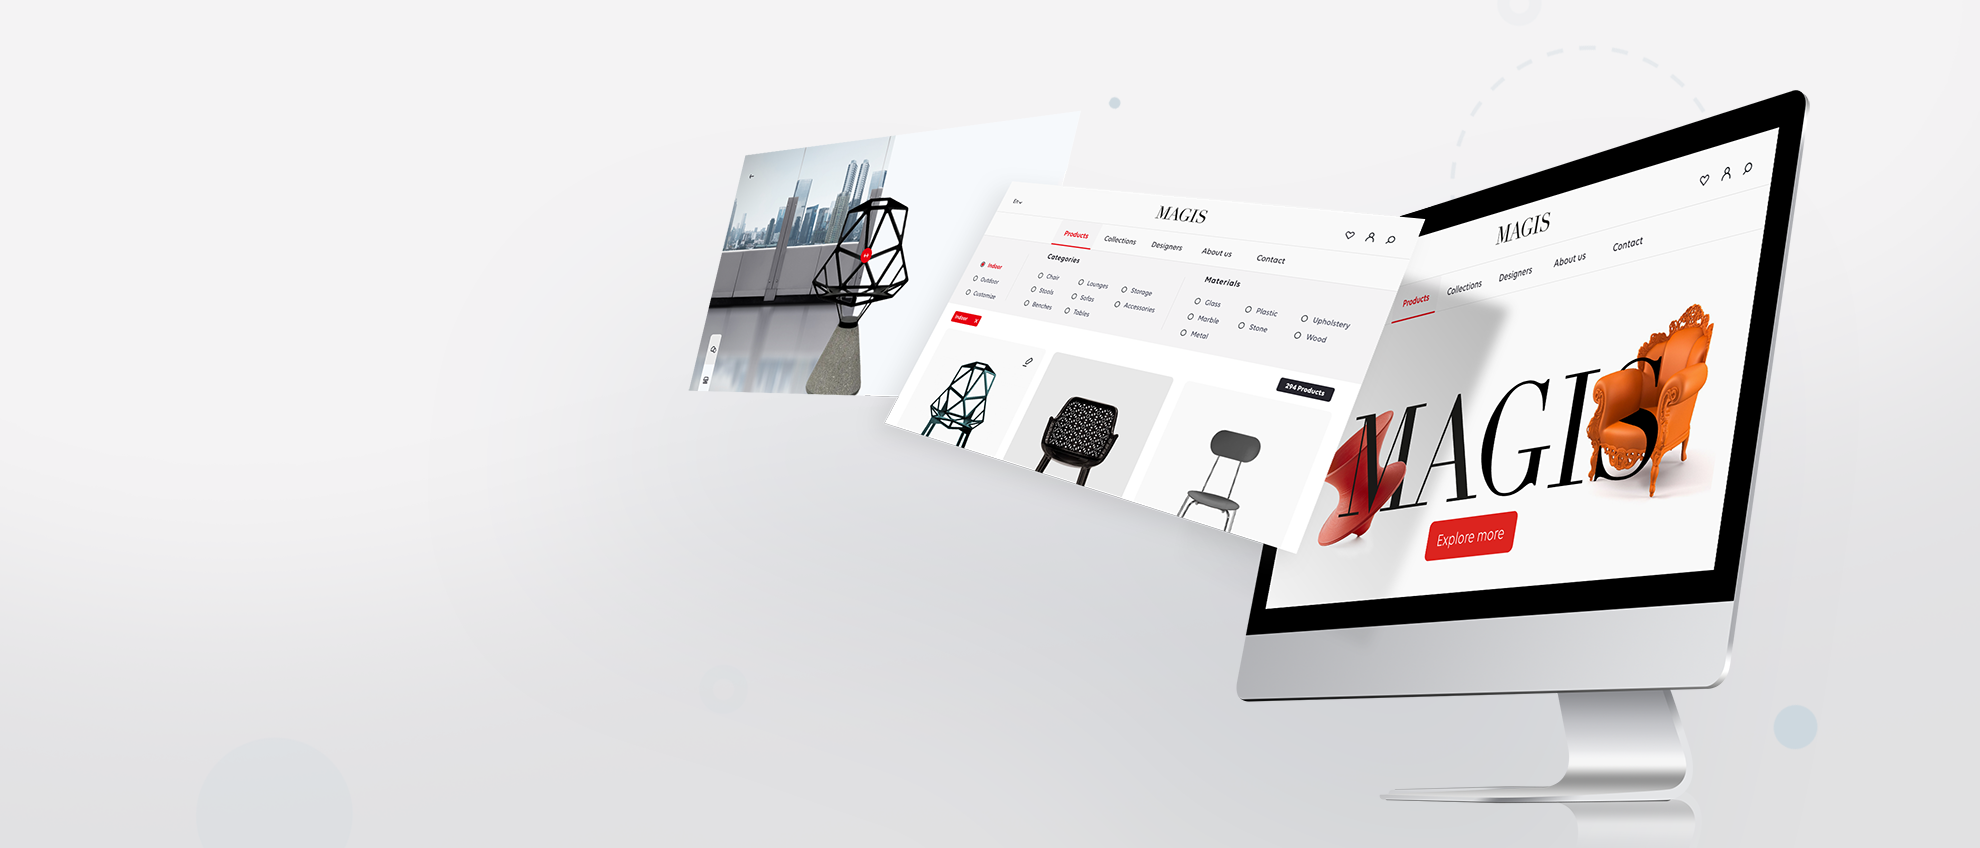 En
MAGIS
Products Collections Designers About us Contact
Indoor
Outdoor
Customize
Categories
Chair Lounges Storage
Stools Sofas Accessories
Benches Tables
Materials
Glass Plastic Upholstery
Marble Stone Wood
Metal
Indoor x
294 Products
MAGIS
Products Collections Designers About us Contact
MAGIS
Explore more